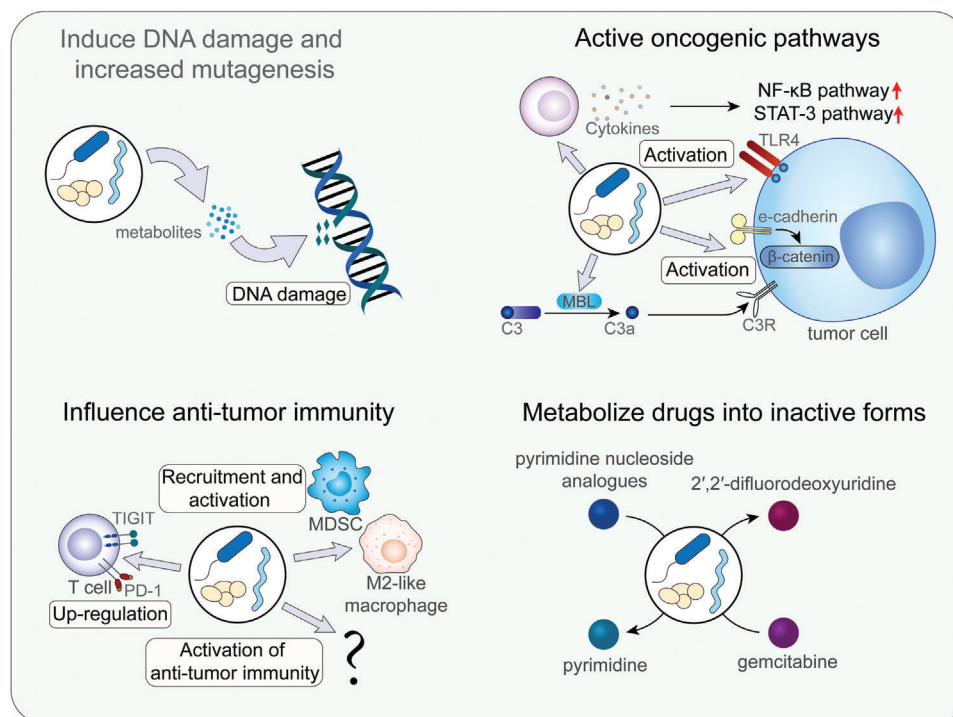 Induce DNA damage and
increased mutagenesis
metabolites
DNA damage
Active oncogenic pathways
Cytokines
NF-κB pathway
STAT-3 pathway
Activation
TLR4
e-cadherin
β-catenin
Activation
MBL
C3
C3a
C3R
tumor cell
Influence anti-tumor immunity
Recruitment and
activation
MDSC
TIGIT
T cell
PD-1
Up-regulation
M2-like
macrophage
Activation of
anti-tumor immunity
?
Metabolize drugs into inactive forms
pyrimidine nucleoside
analogues
2′,2′-difluorodeoxyuridine
pyrimidine
gemcitabine